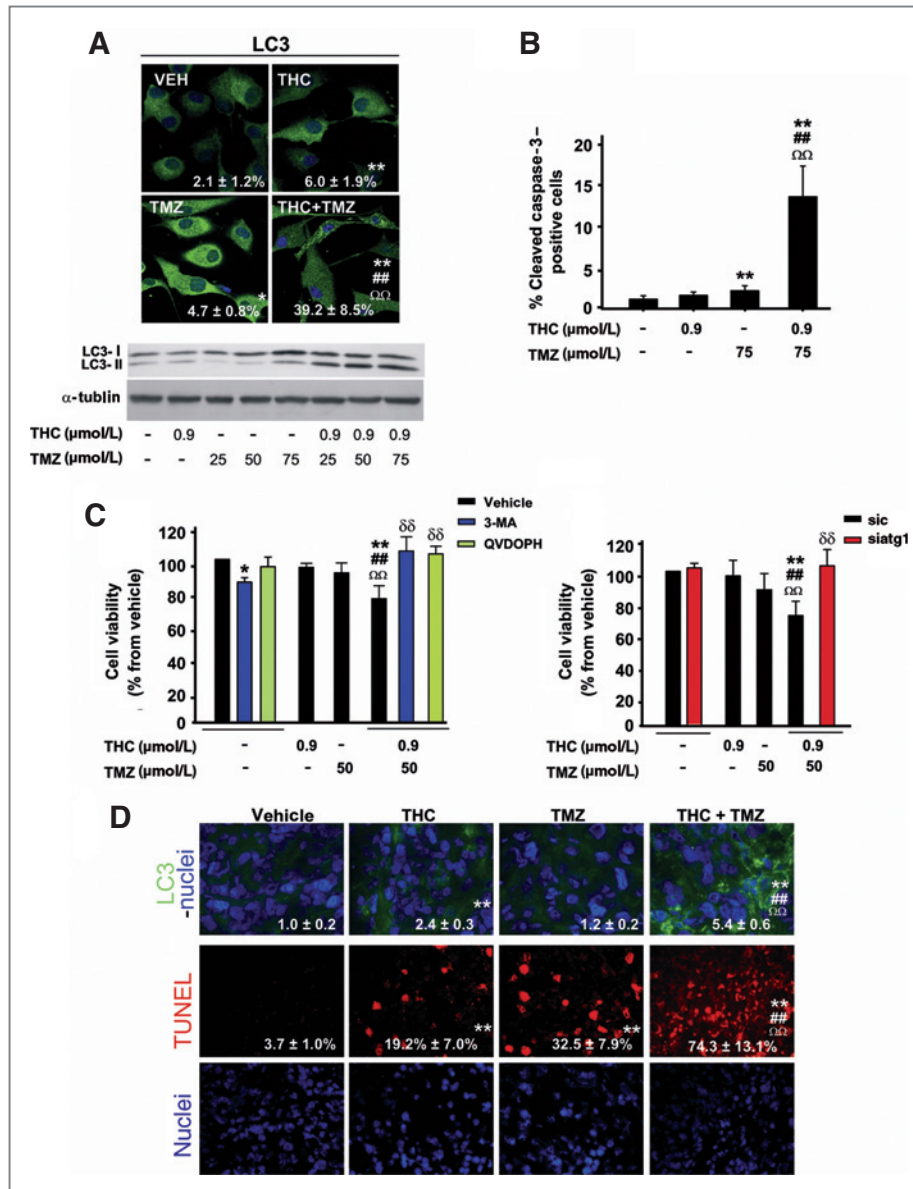 A
LC3
VEH
2.1 ± 1.2%
THC
**
6.0 ± 1.9%
TMZ
*
4.7 ± 0.8%
THC+TMZ
**
##
ΩΩ
39.2 ± 8.5%
LC3- I
LC3- II
α-tublin
THC (µmol/L) - 0.9 - - - 0.9 0.9 0.9
TMZ (µmol/L) - - 25 50 75 25 50 75
B
% Cleaved caspase-3–
positive cells
20
15
10
5
0
**
**
##
ΩΩ
THC (µmol/L) - 0.9 - 0.9
TMZ (µmol/L) - - 75 75
C
Cell viability
(% from vehicle)
120
100
80
60
40
20
0
Vehicle
3-MA
QVDOPH
*
**
##
ΩΩ
δδ
δδ
THC (µmol/L) - 0.9 - 0.9
TMZ (µmol/L) - - 50 50
Cell viability
(% from vehicle)
120
100
80
80
40
20
0
sic
siatg1
**
##
ΩΩ
δδ
THC (µmol/L) - 0.9 - 0.9
TMZ (µmol/L) - - 50 50
D
Vehicle THC TMZ THC + TMZ
LC3
-nuclei
1.0 ± 0.2
**
2.4 ± 0.3
1.2 ± 0.2
**
##
ΩΩ
5.4 ± 0.6
TUNEL
3.7 ± 1.0%
**
19.2% ± 7.0%
**
32.5 ± 7.9%
**
##
ΩΩ
74.3 ± 13.1%
Nuclei